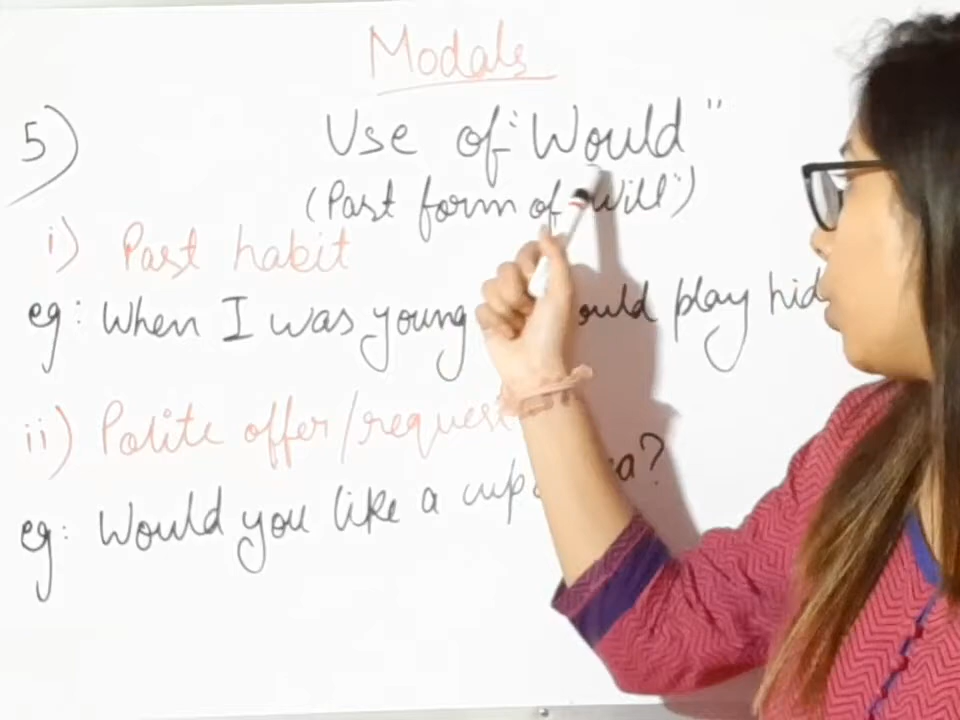 Modals
5) Use of "Would"
(Past form of "Will")
i) Past habit
eg: When I was young ould play hid
ii) Polite offer/request
eg: Would you like a cup a?